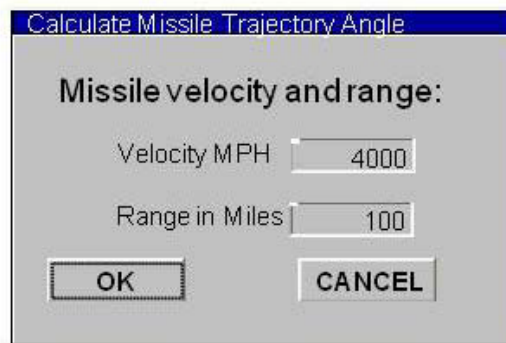 Calculate Missile Trajectory Angle
Missile velocity and range:
Velocity MPH 4000
Range in Miles 100
OK CANCEL